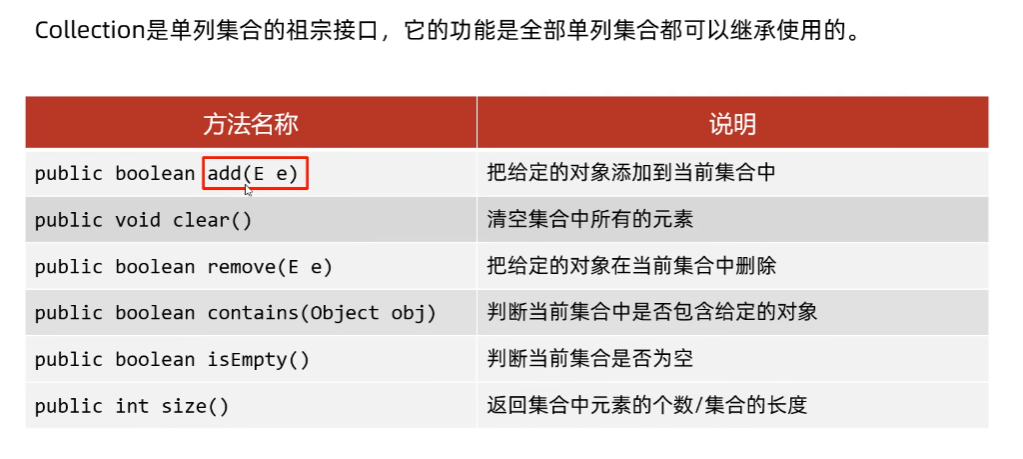 Collection是单列集合的祖宗接口，它的功能是全部单列集合都可以继承使用的。
方法名称 说明
public boolean add(E e) 把给定的对象添加到当前集合中
public void clear() 清空集合中所有的元素
public boolean remove(E e) 把给定的对象在当前集合中删除
public boolean contains(Object obj) 判断当前集合中是否包含给定的对象
public boolean isEmpty() 判断当前集合是否为空
public int size() 返回集合中元素的个数/集合的长度